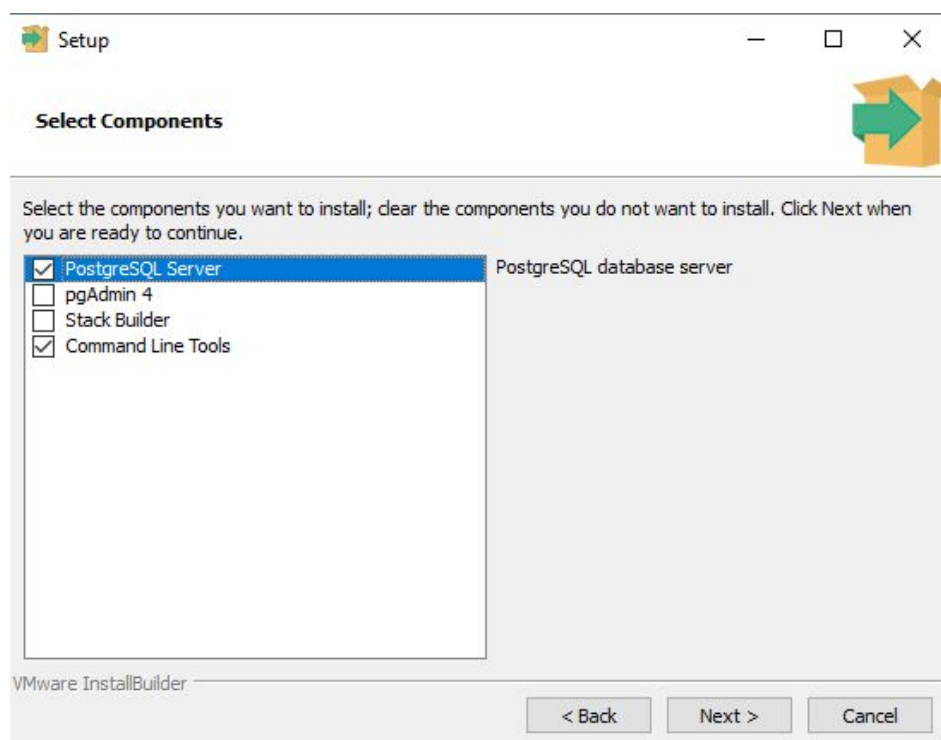 Setup
Select Components
Select the components you want to install; clear the components you do not want to install. Click Next when
you are ready to continue.
PostgreSQL Server
PostgreSQL database server
pgAdmin 4
Stack Builder
Command Line Tools
VMware InstallBuilder
< Back
Next >
Cancel